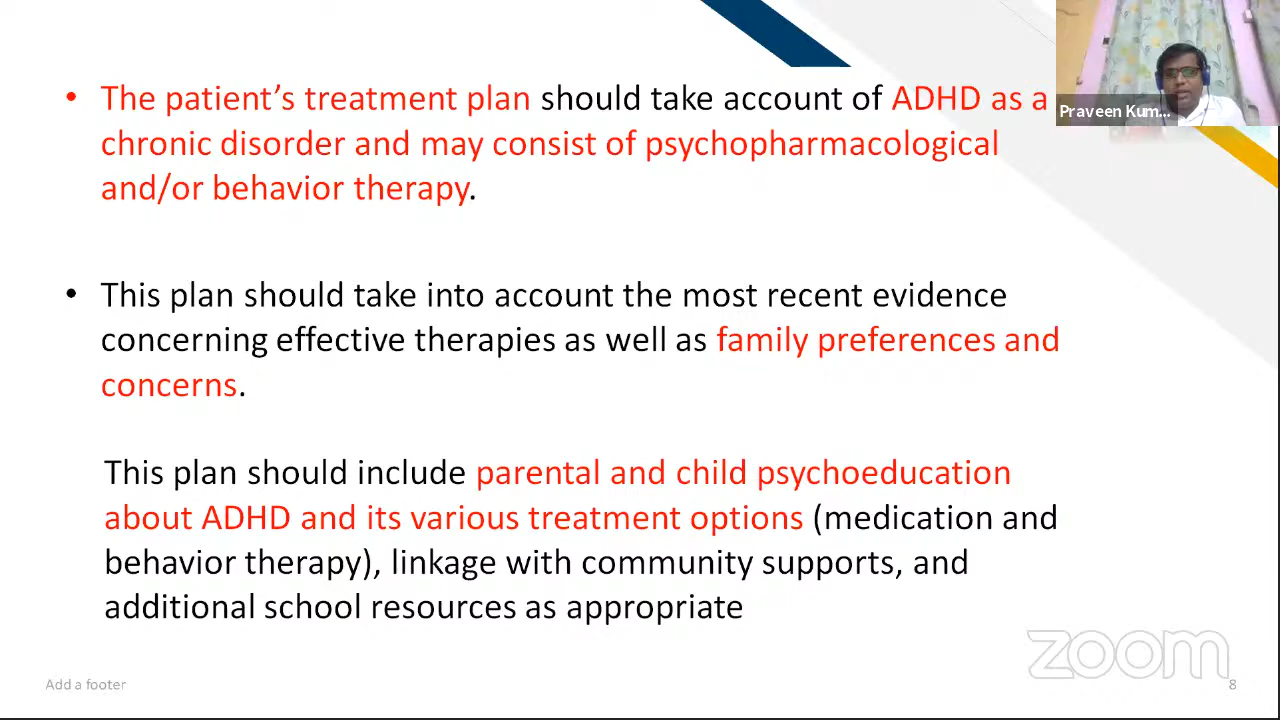 • The patient’s treatment plan should take account of ADHD as a
chronic disorder and may consist of psychopharmacological
and/or behavior therapy.
• This plan should take into account the most recent evidence
concerning effective therapies as well as family preferences and
concerns.
This plan should include parental and child psychoeducation
about ADHD and its various treatment options (medication and
behavior therapy), linkage with community supports, and
additional school resources as appropriate
Praveen Kum...
zoom
Add a footer
8